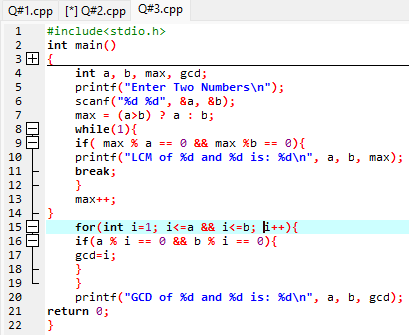 Q#1.cpp [*] Q#2.cpp Q#3.cpp
1 #include<stdio.h>
2 int main()
3 {
4 int a, b, max, gcd;
5 printf("Enter Two Numbers\n");
6 scanf("%d %d", &a, &b);
7 max = (a>b) ? a : b;
8 while(1){
9 if( max % a == 0 && max %b == 0){
10 printf("LCM of %d and %d is: %d\n", a, b, max);
11 break;
12 }
13 max++;
14 }
15 for(int i=1; i<=a && i<=b; i++){
16 if(a % i == 0 && b % i == 0){
17 gcd=i;
18 }
19 }
20 printf("GCD of %d and %d is: %d\n", a, b, gcd);
21 return 0;
22 }